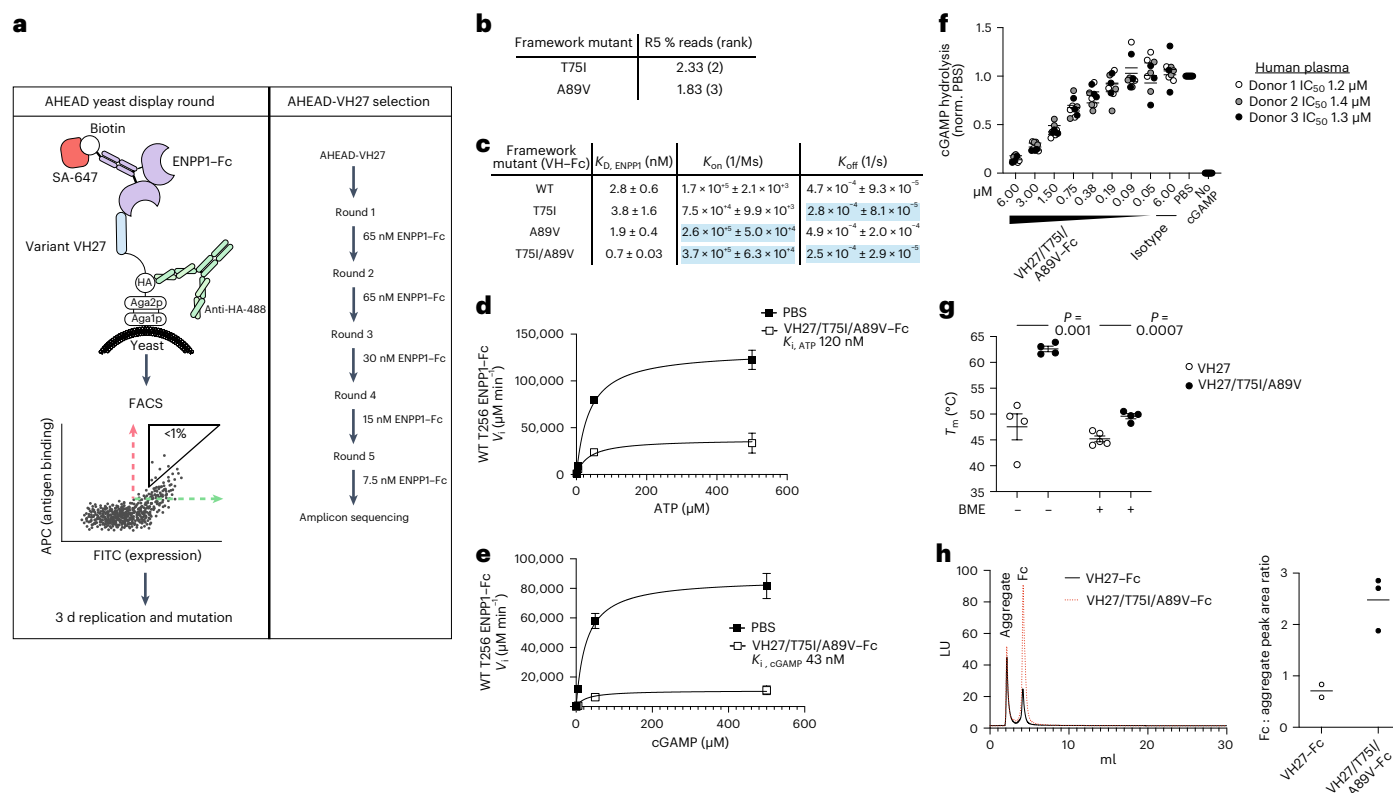 a
AHEAD yeast display round
AHEAD-VH27 selection
Biotin
ENPP1–Fc
SA-647
Variant VH27
HA
Aga2p
Aga1p
Anti-HA-488
Yeast
FACS
<1%
APC (antigen binding)
FITC (expression)
3 d replication and mutation
AHEAD-VH27
Round 1
65 nM ENPP1–Fc
Round 2
65 nM ENPP1–Fc
Round 3
30 nM ENPP1–Fc
Round 4
15 nM ENPP1–Fc
Round 5
7.5 nM ENPP1–Fc
Amplicon sequencing
b
Framework mutant R5 % reads (rank)
T75I 2.33 (2)
A89V 1.83 (3)
c
Framework mutant (VH–Fc) K_D, ENPP1 (nM) K_on (1/Ms) K_off (1/s)
WT 2.8 ± 0.6 1.7 × 10⁺⁵ ± 2.1 × 10⁺³ 4.7 × 10⁻⁴ ± 9.3 × 10⁻⁵
T75I 3.8 ± 1.6 7.5 × 10⁺⁴ ± 9.9 × 10⁺³ 2.8 × 10⁻⁴ ± 8.1 × 10⁻⁵
A89V 1.9 ± 0.4 2.6 × 10⁺⁵ ± 5.0 × 10⁺⁴ 4.9 × 10⁻⁴ ± 2.0 × 10⁻⁴
T75I/A89V 0.7 ± 0.03 3.7 × 10⁺⁵ ± 6.3 × 10⁺⁴ 2.5 × 10⁻⁴ ± 2.9 × 10⁻⁵
d
PBS
VH27/T75I/A89V–Fc
K_i, ATP 120 nM
WT T256 ENPP1–Fc
V_i (µM min⁻¹)
150,000
100,000
50,000
0
0 200 400 600
ATP (µM)
e
PBS
VH27/T75I/A89V–Fc
K_i, cGAMP 43 nM
WT T256 ENPP1–Fc
V_i (µM min⁻¹)
100,000
80,000
60,000
40,000
20,000
0 200 400 600
cGAMP (µM)
f
cGAMP hydrolysis
(norm. PBS)
1.5
1.0
0.5
0
µM 6.00 3.00 1.50 0.75 0.38 0.19 0.09 0.05 6.00 PBS No cGAMP
VH27/T75I/
A89V–Fc
Isotype
Human plasma
Donor 1 IC₅₀ 1.2 µM
Donor 2 IC₅₀ 1.4 µM
Donor 3 IC₅₀ 1.3 µM
g
P =
0.001
P =
0.0007
T_m (°C)
65
60
55
50
45
40
35
BME – – + +
VH27
VH27/T75I/A89V
h
LU
100
80
60
40
20
0
0 10 20 30
ml
Aggregate
Fc
VH27–Fc
VH27/T75I/A89V–Fc
Fc : aggregate peak area ratio
3
2
1
0
VH27–Fc
VH27/T75I/
A89V–Fc